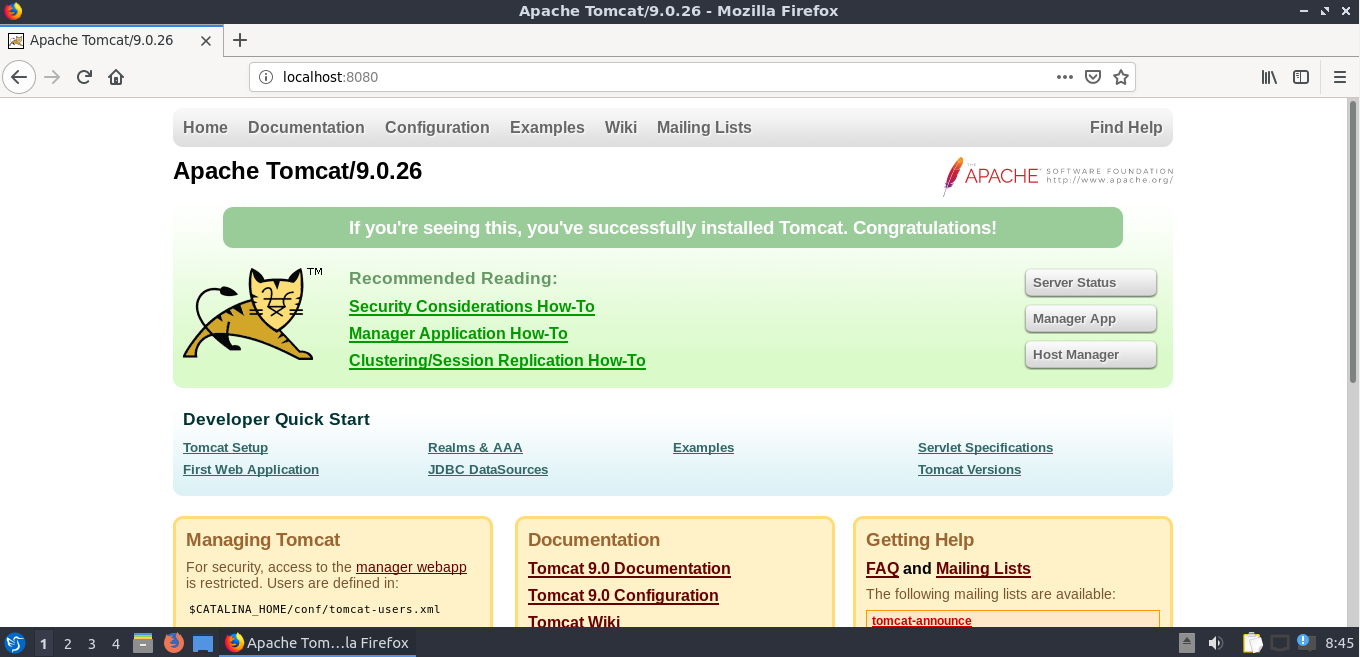 Apache Tomcat/9.0.26 - Mozilla Firefox
Apache Tomcat/9.0.26
localhost:8080
Home Documentation Configuration Examples Wiki Mailing Lists Find Help
Apache Tomcat/9.0.26
THE APACHE SOFTWARE FOUNDATION
http://www.apache.org/
If you're seeing this, you've successfully installed Tomcat. Congratulations!
TM
Recommended Reading:
Security Considerations How-To
Manager Application How-To
Clustering/Session Replication How-To
Server Status
Manager App
Host Manager
Developer Quick Start
Tomcat Setup Realms & AAA Examples Servlet Specifications
First Web Application JDBC DataSources Tomcat Versions
Managing Tomcat
For security, access to the manager webapp
is restricted. Users are defined in:
$CATALINA_HOME/conf/tomcat-users.xml
Documentation
Tomcat 9.0 Documentation
Tomcat 9.0 Configuration
Tomcat Wiki
Getting Help
FAQ and Mailing Lists
The following mailing lists are available:
tomcat-announce
1 2 3 4 Apache Tom...la Firefox 8:45